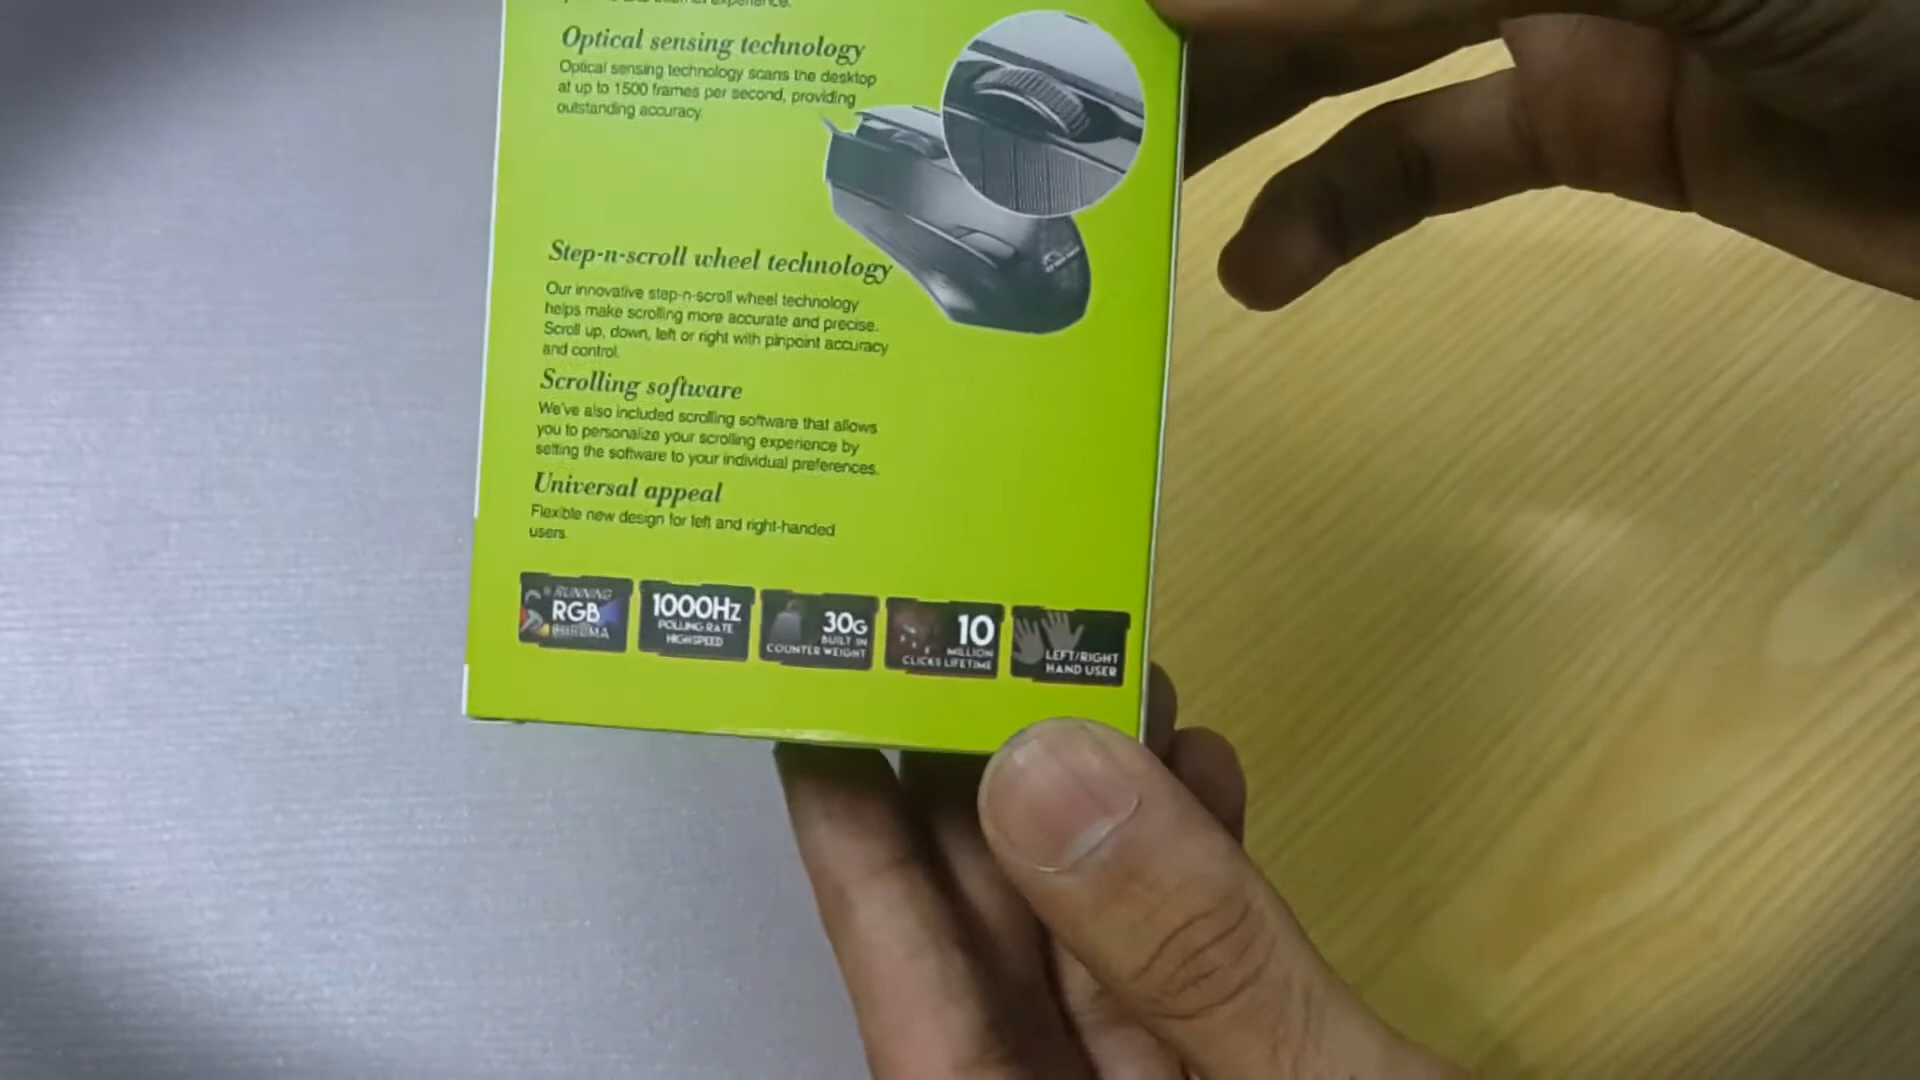 experience.
Optical sensing technology
Optical sensing technology scans the desktop
at up to 1500 frames per second, providing
outstanding accuracy.
Step-n-scroll wheel technology
Our innovative step-n-scroll wheel technology
helps make scrolling more accurate and precise.
Scroll up, down, left or right with pinpoint accuracy
and control.
Scrolling software
We've also included scrolling software that allows
you to personalize your scrolling experience by
setting the software to your individual preferences.
Universal appeal
Flexible new design for left and right-handed
users.
RUNNING
RGB
CHROMA
1000HZ
POLLING RATE
HIGHSPEED
30G
BUILT IN
COUNTER WEIGHT
10
MILLION
CLICKS LIFETIME
LEFT/RIGHT
HAND USER